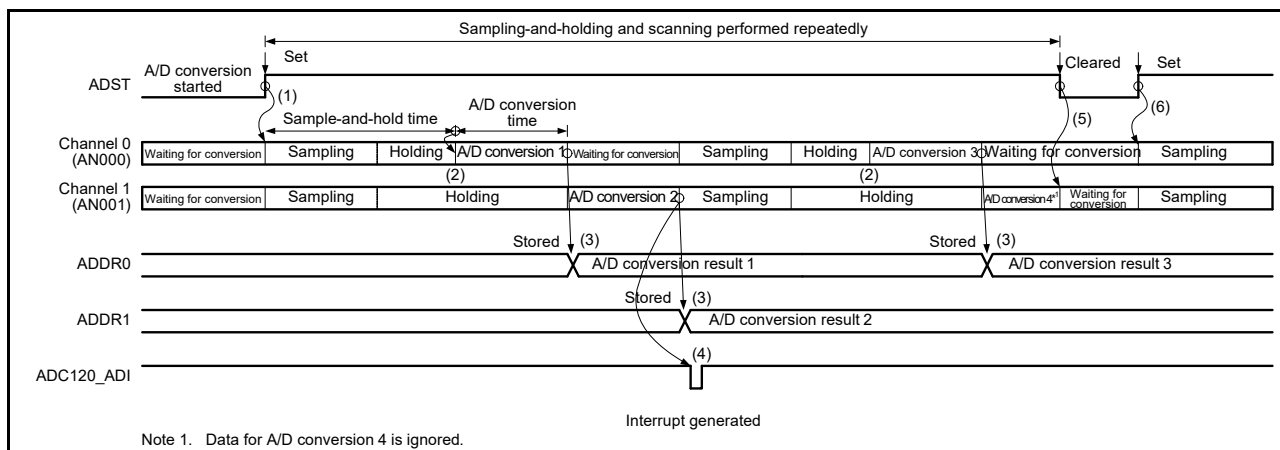 Sampling-and-holding and scanning performed repeatedly
Set Cleared Set
ADST A/D conversion started
(1) (5) (6)
Sample-and-hold time A/D conversion time
Channel 0 (AN000) Waiting for conversion Sampling Holding A/D conversion 1 Waiting for conversion Sampling Holding A/D conversion 3 Waiting for conversion Sampling
(2) (2)
Channel 1 (AN001) Waiting for conversion Sampling Holding A/D conversion 2 Sampling Holding A/D conversion 4*1 Waiting for conversion Sampling
Stored (3) Stored (3)
ADDR0 A/D conversion result 1 A/D conversion result 3
Stored (3)
ADDR1 A/D conversion result 2
(4)
ADC120_ADI
Interrupt generated
Note 1. Data for A/D conversion 4 is ignored.